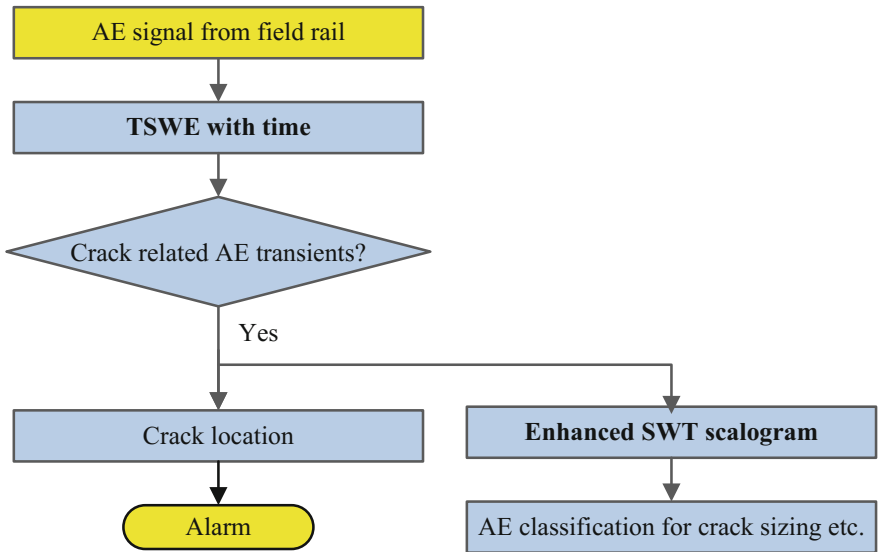 AE signal from field rail
TSWE with time
Crack related AE transients?
Yes
Crack location
Enhanced SWT scalogram
Alarm
AE classification for crack sizing etc.